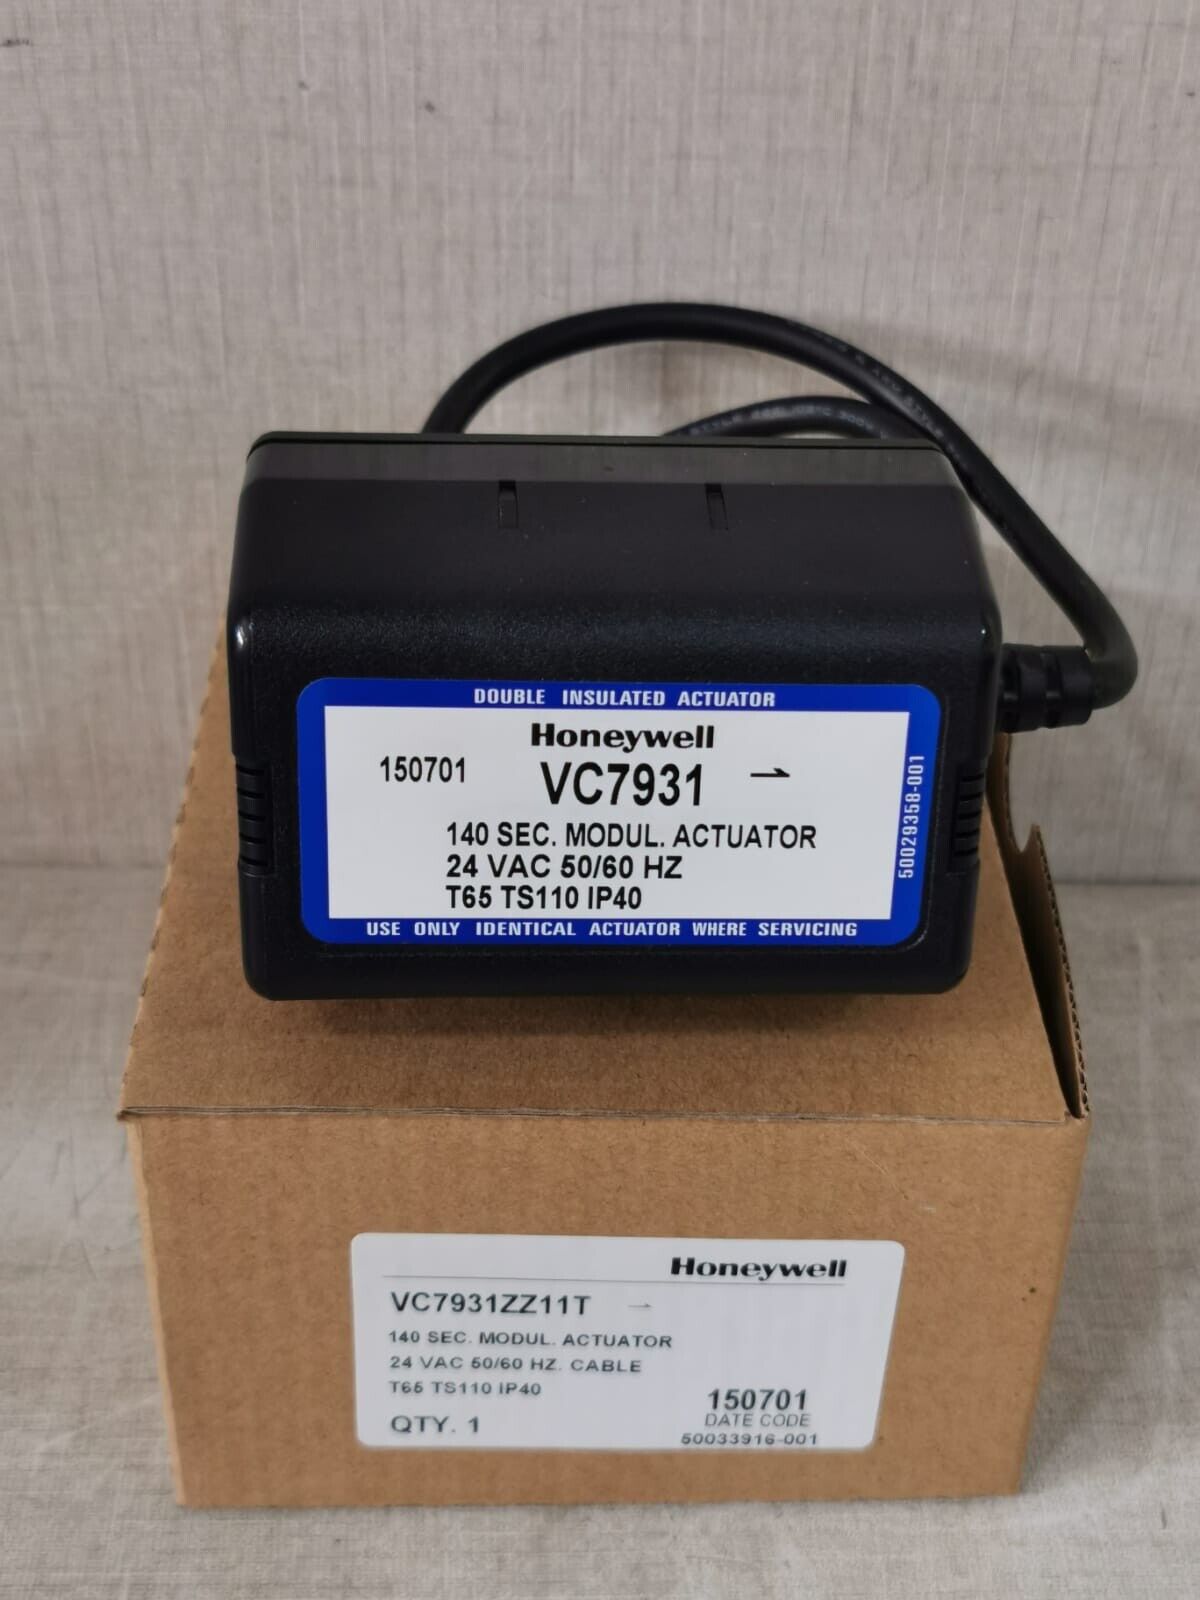 DOUBLE INSULATED ACTUATOR
Honeywell
150701 VC7931
140 SEC. MODUL. ACTUATOR
24 VAC 50/60 HZ
T65 TS110 IP40
50029358-001
USE ONLY IDENTICAL ACTUATOR WHERE SERVICING
Honeywell
VC7931ZZ11T
140 SEC. MODUL. ACTUATOR
24 VAC 50/60 HZ. CABLE
T65 TS110 IP40
150701
DATE CODE
QTY. 1
50033916-001